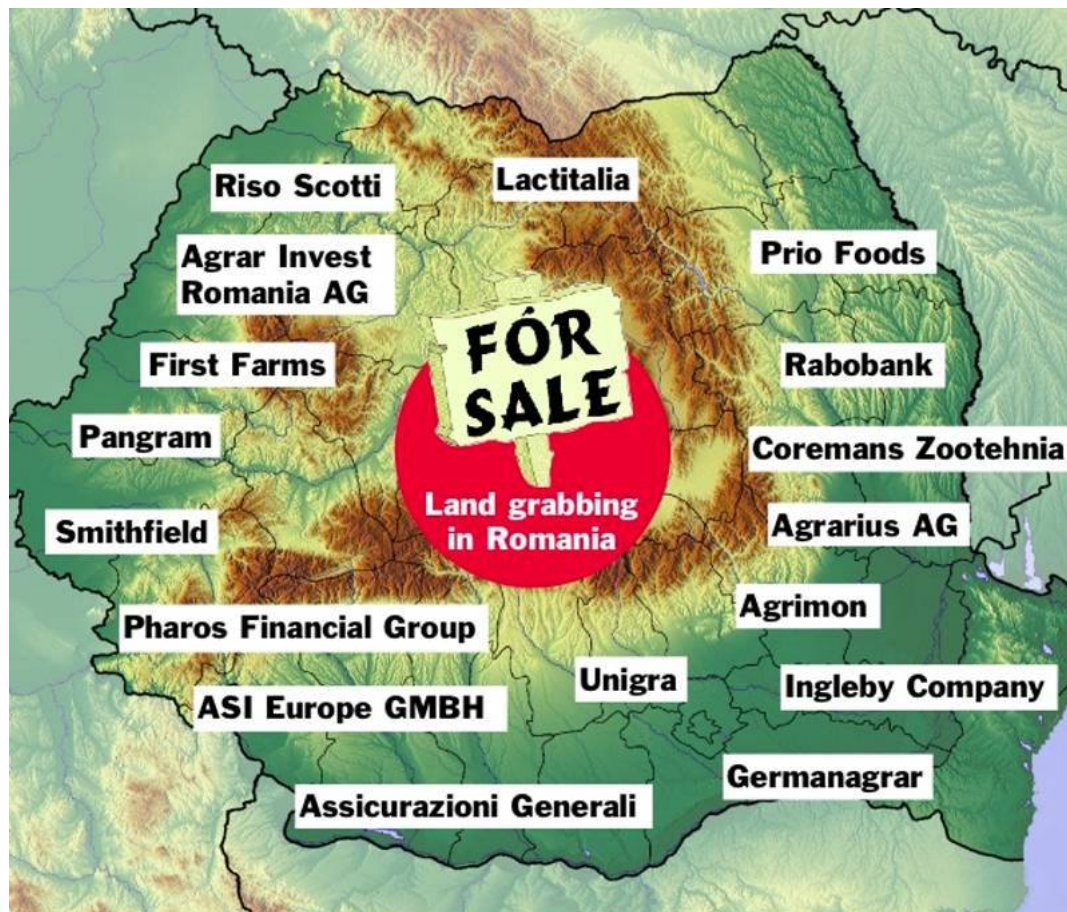 Lactitalia
Riso Scotti
Prio Foods
Agrar Invest
Romania AG
FÓR
SALE
First Farms
Rabobank
Pangram
Coremans Zootehnia
Land grabbing
in Romania
Smithfield
Agrarius AG
Agrimon
Pharos Financial Group
Unigra
Ingleby Company
ASI Europe GMBH
Germanagrar
Assicurazioni Generali